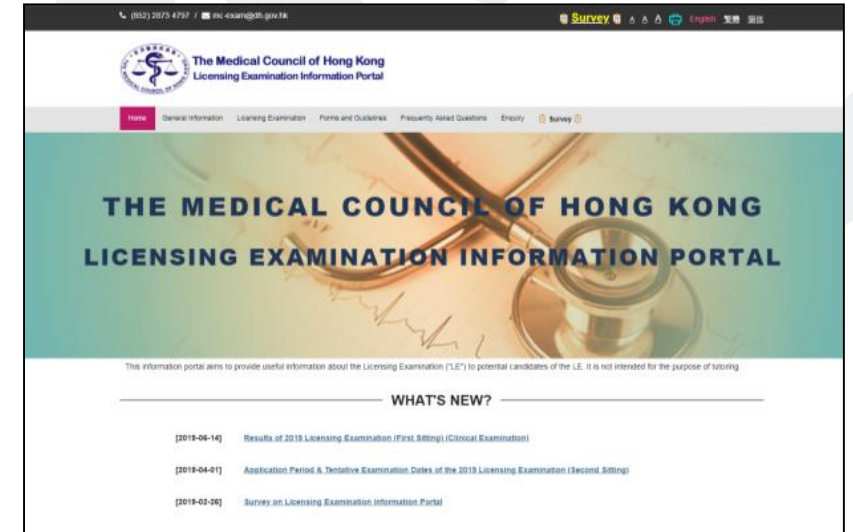 (852) 2873 4797 / mc-exam@dh.gov.hk
Survey A A A English 繁體 簡体
The Medical Council of Hong Kong
Licensing Examination Information Portal
Home General Information Licensing Examination Forms and Guidelines Frequently Asked Questions Enquiry Survey
THE MEDICAL COUNCIL OF HONG KONG
LICENSING EXAMINATION INFORMATION PORTAL
This information portal aims to provide useful information about the Licensing Examination ("LE") to potential candidates of the LE. It is not intended for the purpose of tutoring.
WHAT'S NEW?
[2019-06-14] Results of 2019 Licensing Examination (First Sitting) (Clinical Examination)
[2019-04-01] Application Period & Tentative Examination Dates of the 2019 Licensing Examination (Second Sitting)
[2019-02-26] Survey on Licensing Examination Information Portal